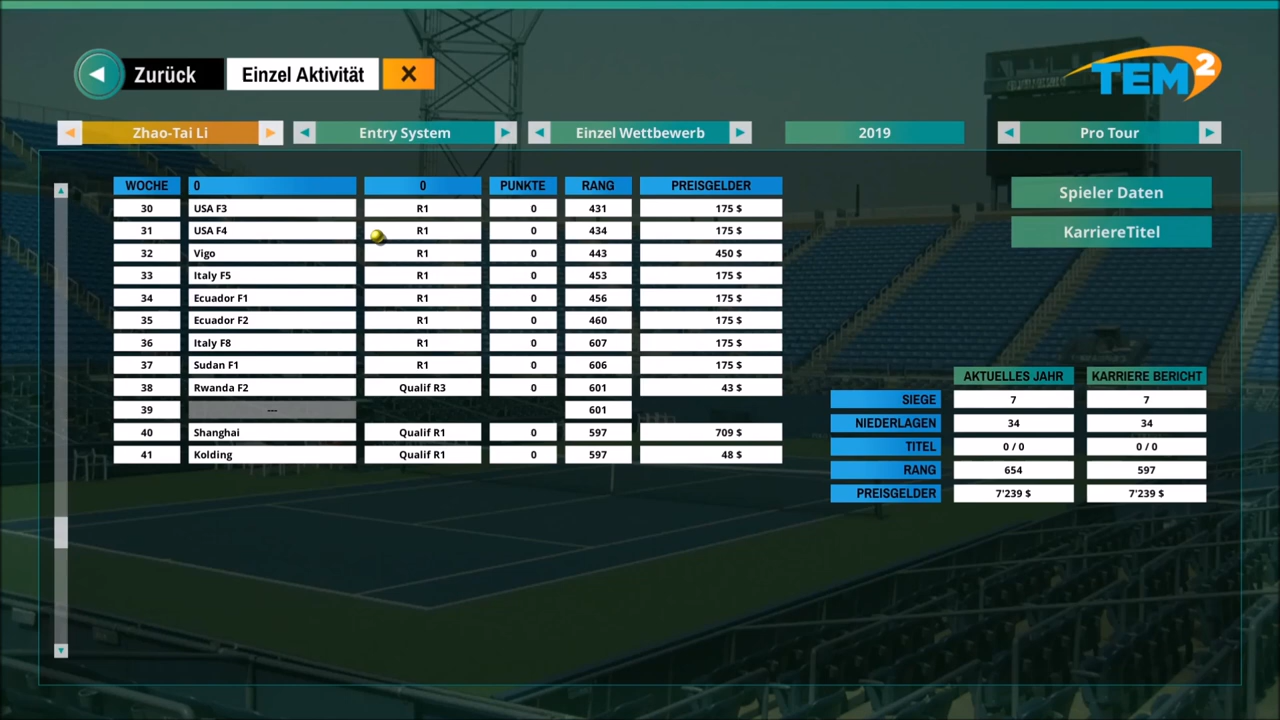 Zurück Einzel Aktivität
TEM2
Zhao-Tai Li Entry System Einzel Wettbewerb 2019 Pro Tour
WOCHE 0 0 PUNKTE RANG PREISGELDER
30 USA F3 R1 0 431 175 $
31 USA F4 R1 0 434 175 $
32 Vigo R1 0 443 450 $
33 Italy F5 R1 0 453 175 $
34 Ecuador F1 R1 0 456 175 $
35 Ecuador F2 R1 0 460 175 $
36 Italy F8 R1 0 607 175 $
37 Sudan F1 R1 0 606 175 $
38 Rwanda F2 Qualif R3 0 601 43 $
39 --- 601
40 Shanghai Qualif R1 0 597 709 $
41 Kolding Qualif R1 0 597 48 $
Spieler Daten
KarriereTitel
AKTUELLES JAHR KARRIERE BERICHT
SIEGE 7 7
NIEDERLAGEN 34 34
TITEL 0 / 0 0 / 0
RANG 654 597
PREISGELDER 7'239 $ 7'239 $